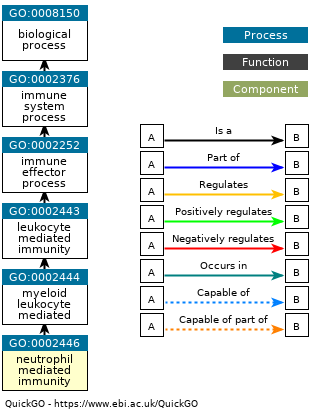 GO:0008150
biological
process
GO:0002376
immune
system
process
GO:0002252
immune
effector
process
GO:0002443
leukocyte
mediated
immunity
GO:0002444
myeloid
leukocyte
mediated
GO:0002446
neutrophil
mediated
immunity
Process
Function
Component
A Is a B
A Part of B
A Regulates B
A Positively regulates B
A Negatively regulates B
A Occurs in B
A Capable of B
A Capable of part of B
QuickGO - https://www.ebi.ac.uk/QuickGO